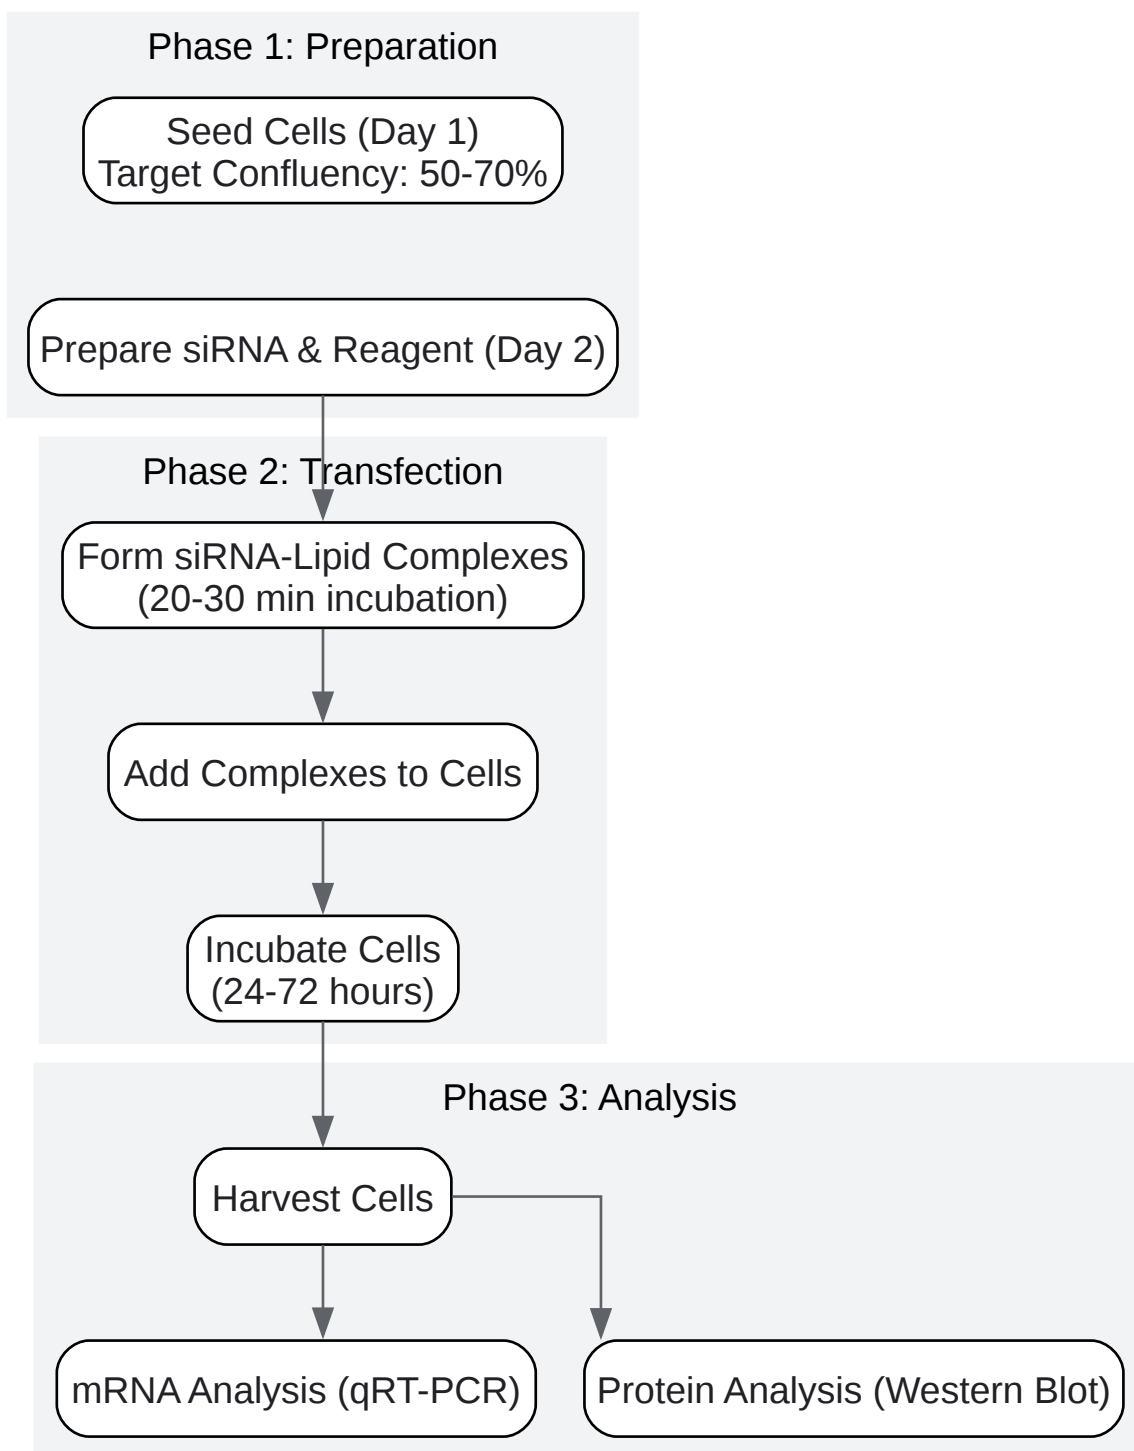 Phase 1: Preparation
Seed Cells (Day 1)
Target Confluency: 50-70%
Prepare siRNA & Reagent (Day 2)
Phase 2: Transfection
Form siRNA-Lipid Complexes
(20-30 min incubation)
Add Complexes to Cells
Incubate Cells
(24-72 hours)
Phase 3: Analysis
Harvest Cells
mRNA Analysis (qRT-PCR)
Protein Analysis (Western Blot)